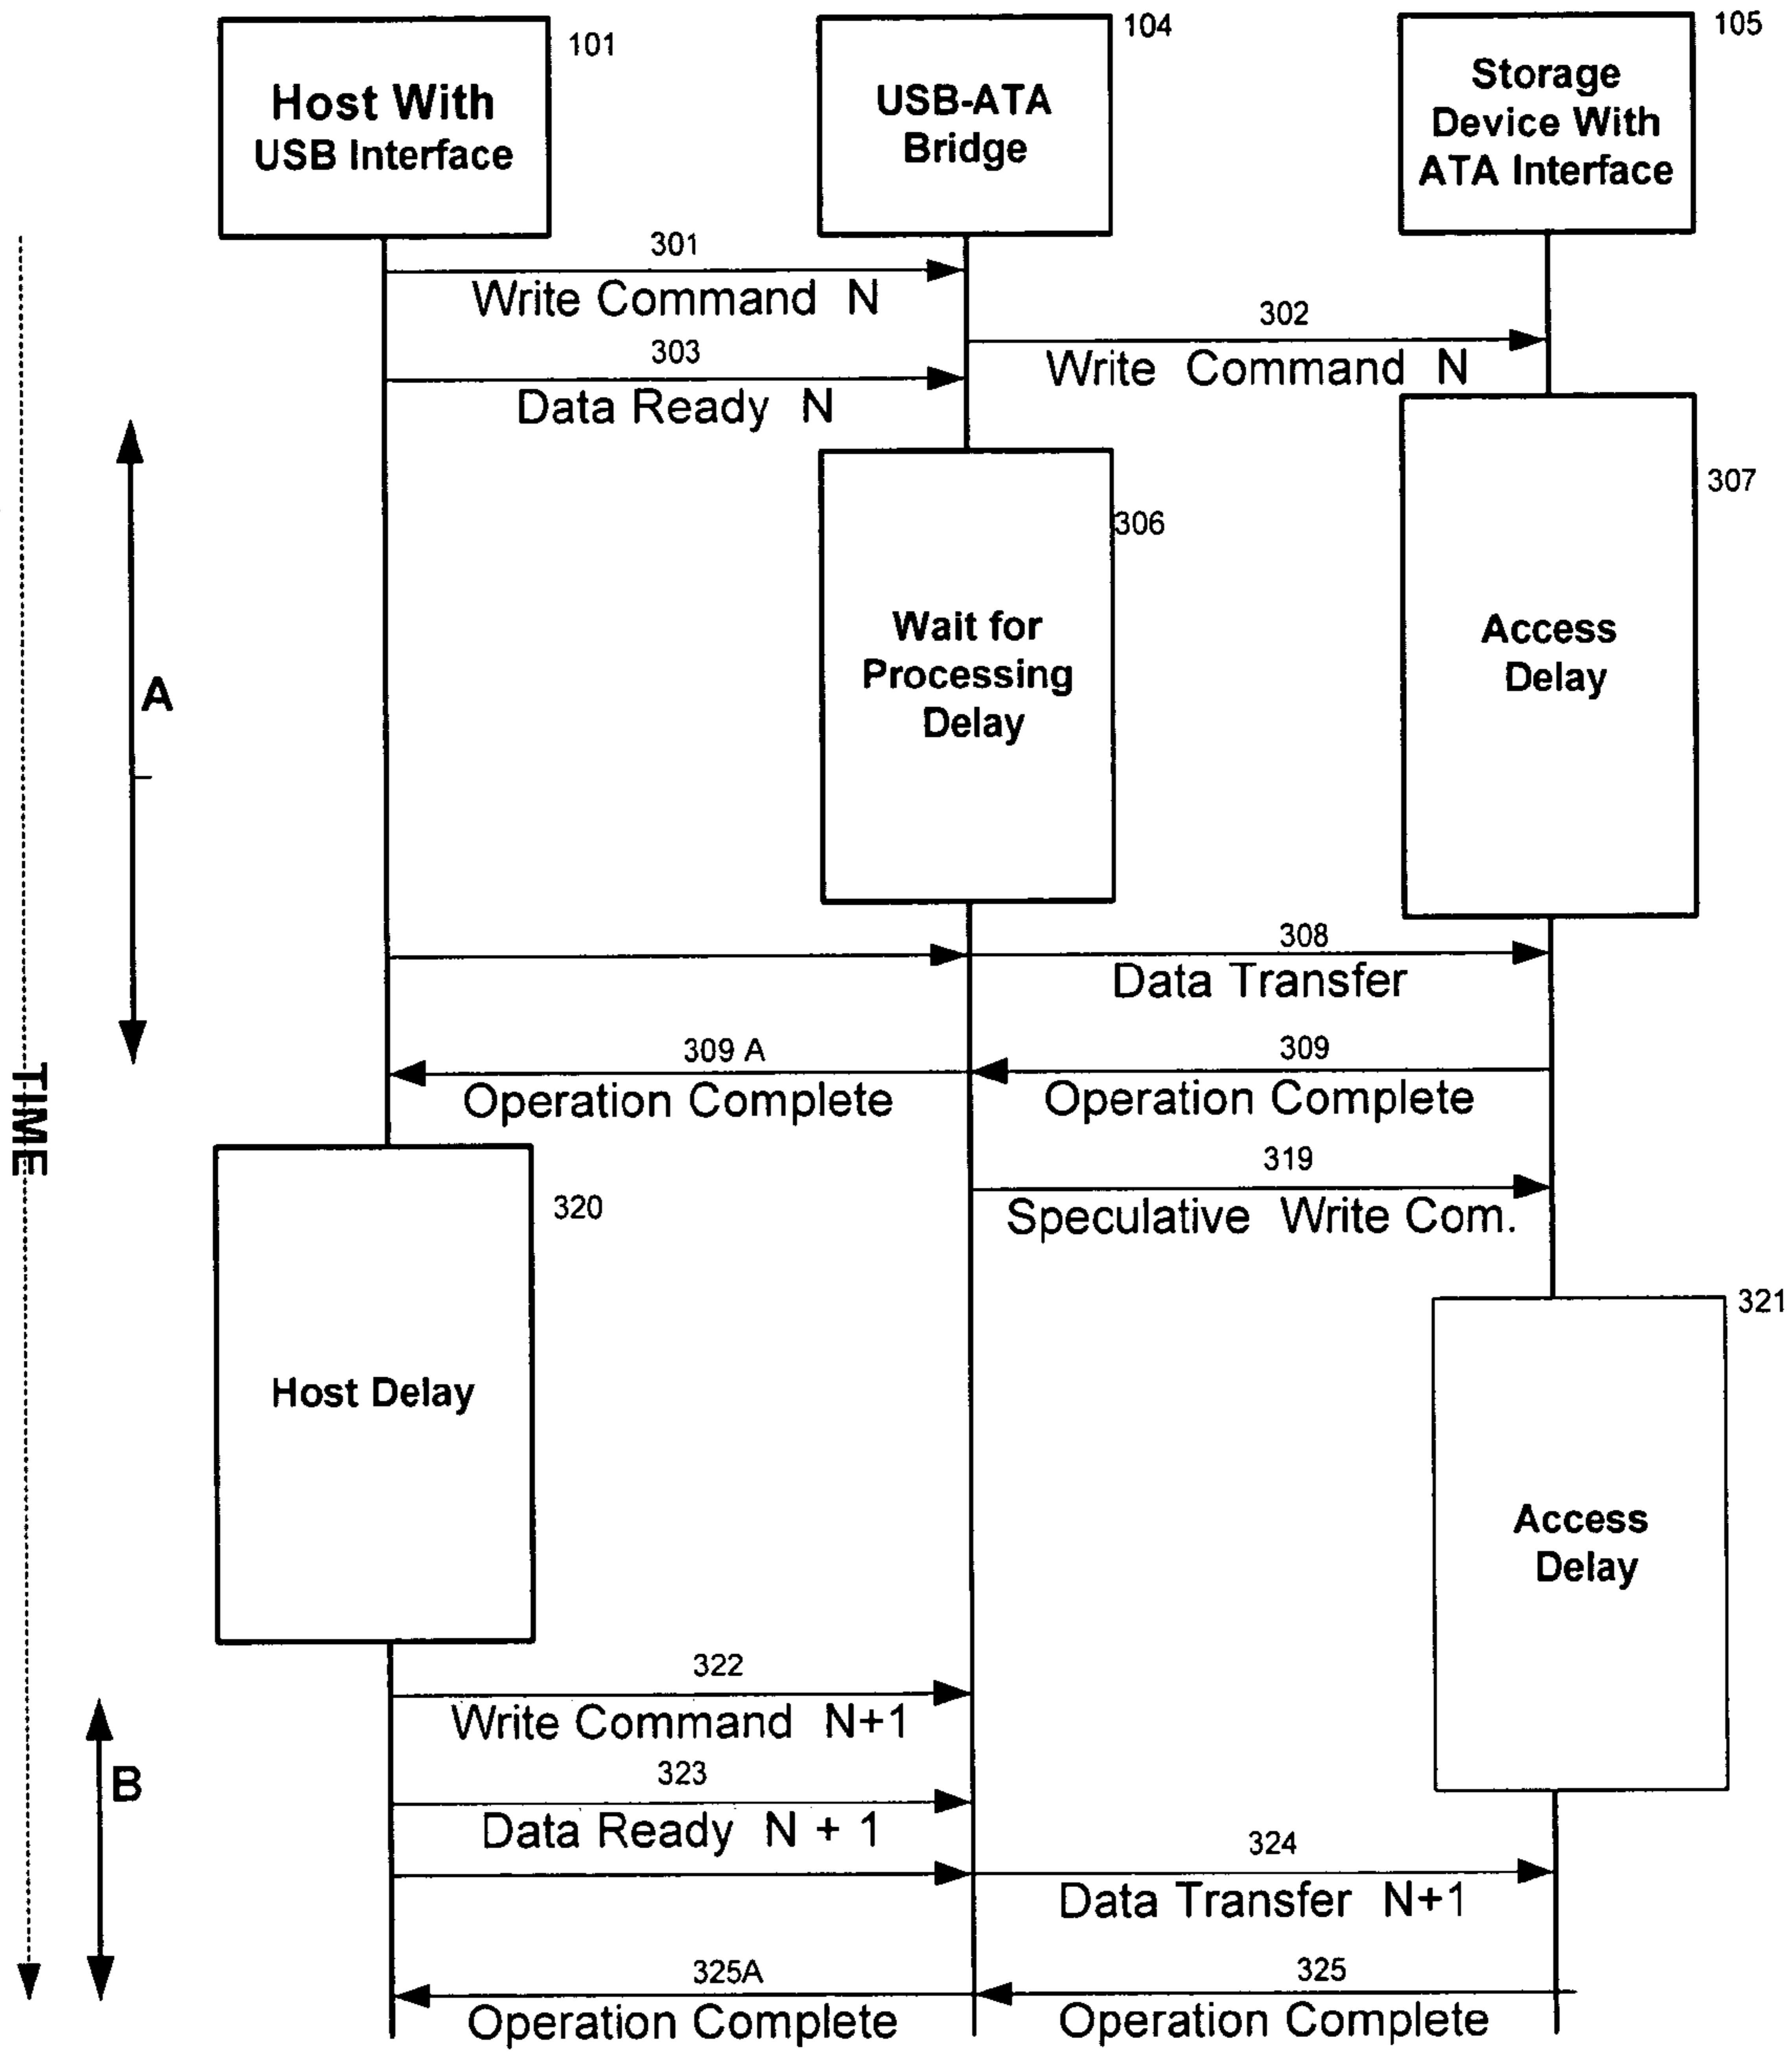 101
Host With
USB Interface
104
USB-ATA
Bridge
105
Storage
Device With
ATA Interface
301
Write Command N
302
Write Command N
303
Data Ready N
307
306
A
Wait for
Processing
Delay
Access
Delay
308
Data Transfer
309 A
Operation Complete
309
Operation Complete
TIME
319
Speculative Write Com.
320
321
Host Delay
Access
Delay
322
Write Command N+1
B
323
Data Ready N + 1
324
Data Transfer N+1
325A
Operation Complete
325
Operation Complete